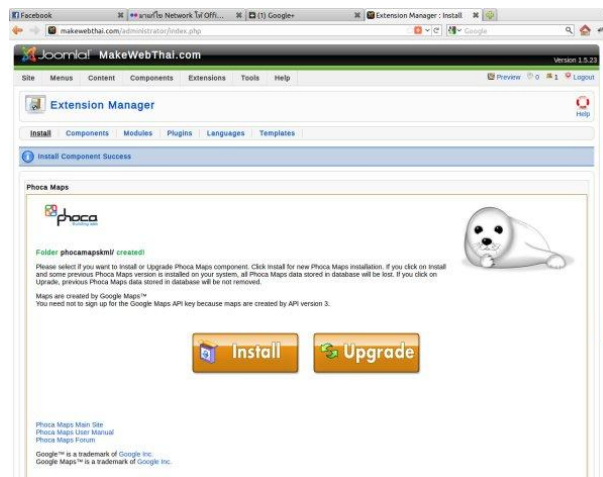 Facebook
Network ไฟ Offi...
(1) Google+
Extension Manager : Install
makewebthai.com/administrator/index.php
Google
Joomla! MakeWebThai.com
Version 1.5.23
Site Menus Content Components Extensions Tools Help
Preview 0 1 Logout
Extension Manager
Help
Install Components Modules Plugins Languages Templates
Install Component Success
Phoca Maps
phoca
Folder phocamapskml/ created!
Please select if you want to Install or Upgrade Phoca Maps component. Click Install for new Phoca Maps installation. If you click on Install
and some previous Phoca Maps version is installed on your system, all Phoca Maps data stored in database will be lost. If you click on
Uprade, previous Phoca Maps data stored in database will be not removed.
Maps are created by Google Maps™
You need not to sign up for the Google Maps API key because maps are created by API version 3.
Install Upgrade
Phoca Maps Main Site
Phoca Maps User Manual
Phoca Maps Forum
Google™ is a trademark of Google Inc.
Google Maps™ is a trademark of Google Inc.